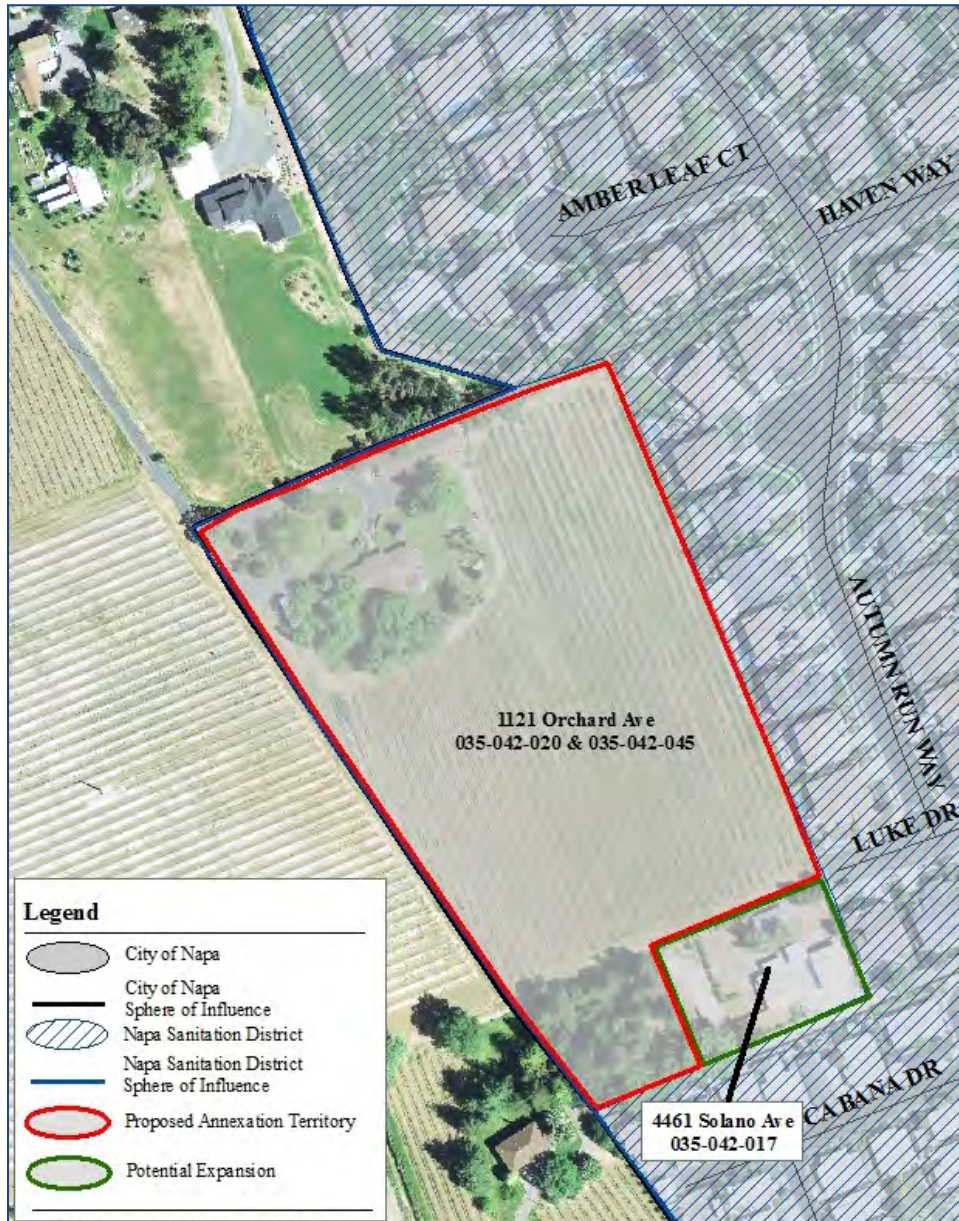 AMBER LEAF CT
HAVEN WAY
AUTUMN RUN WAY
1121 Orchard Ave
035-042-020 & 035-042-045
LUKE DR
CABANA DR
4461 Solano Ave
035-042-017
Legend
City of Napa
City of Napa
Sphere of Influence
Napa Sanitation District
Napa Sanitation District
Sphere of Influence
Proposed Annexation Territory
Potential Expansion